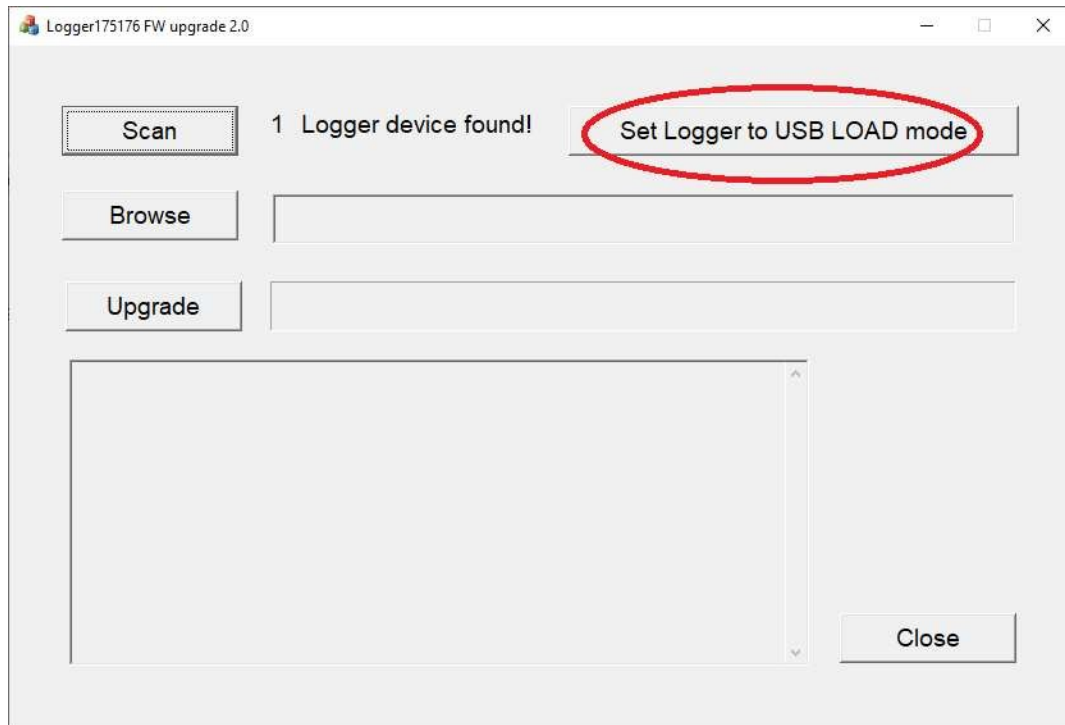 Logger175176 FW upgrade 2.0
Scan
1 Logger device found!
Set Logger to USB LOAD mode
Browse
Upgrade
Close